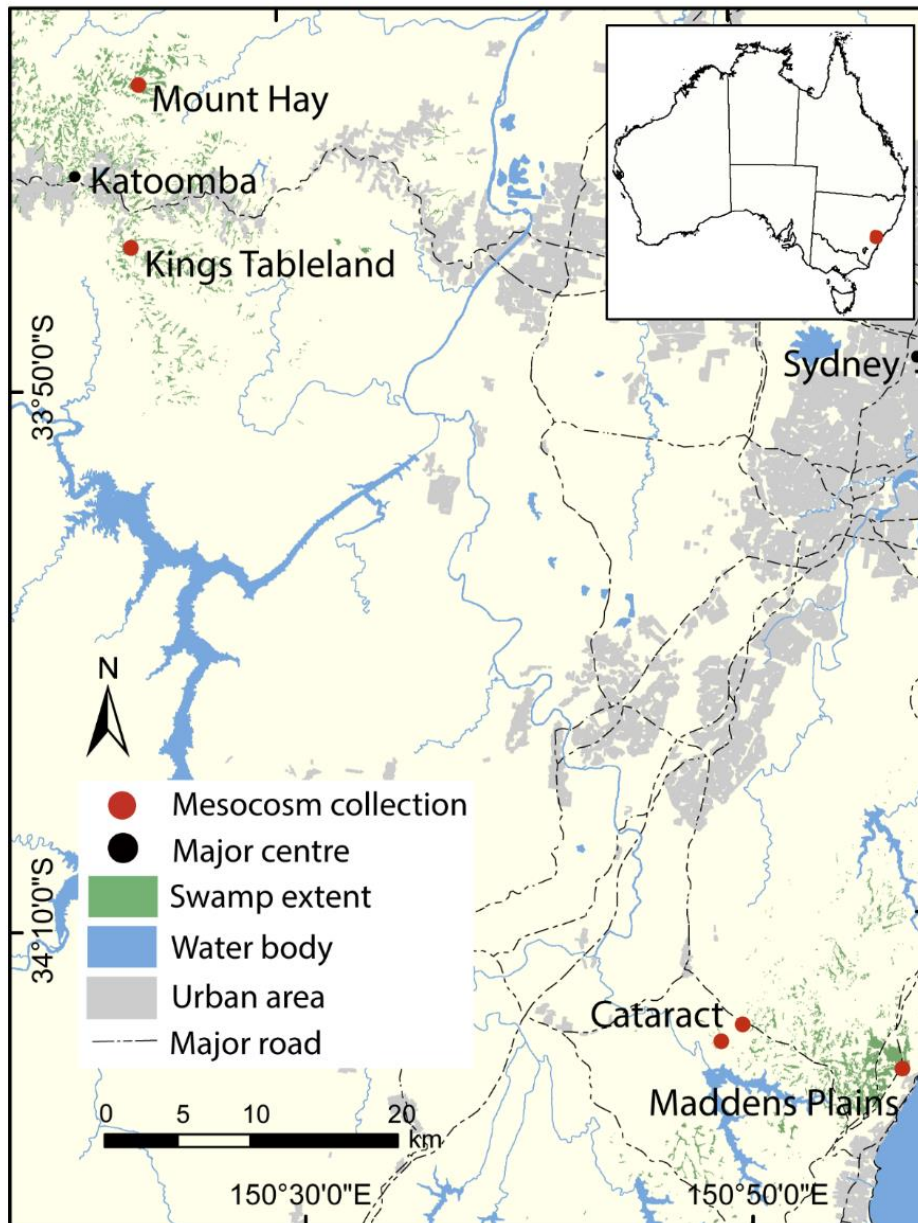 Mount Hay
Katoomba
Kings Tableland
Sydney
33°50'0"S
N
Mesocosm collection
Major centre
Swamp extent
Water body
Urban area
Major road
34°10'0"S
Cataract
Maddens Plains
0 5 10 20
km
150°30'0"E
150°50'0"E